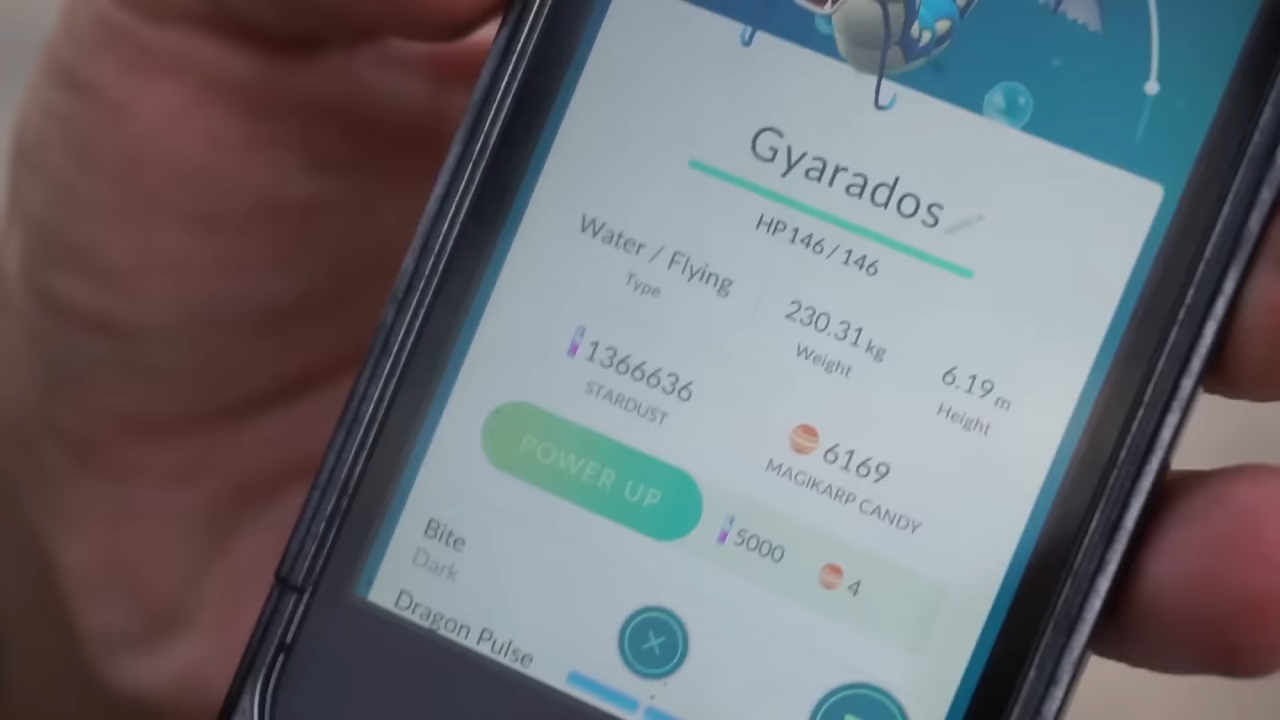 Gyarados
HP 146 / 146
Water / Flying
Type
230.31 kg
Weight
6.19 m
Height
1366636
STARDUST
6169
MAGIKARP CANDY
POWER UP
5000
4
Bite
Dark
Dragon Pulse